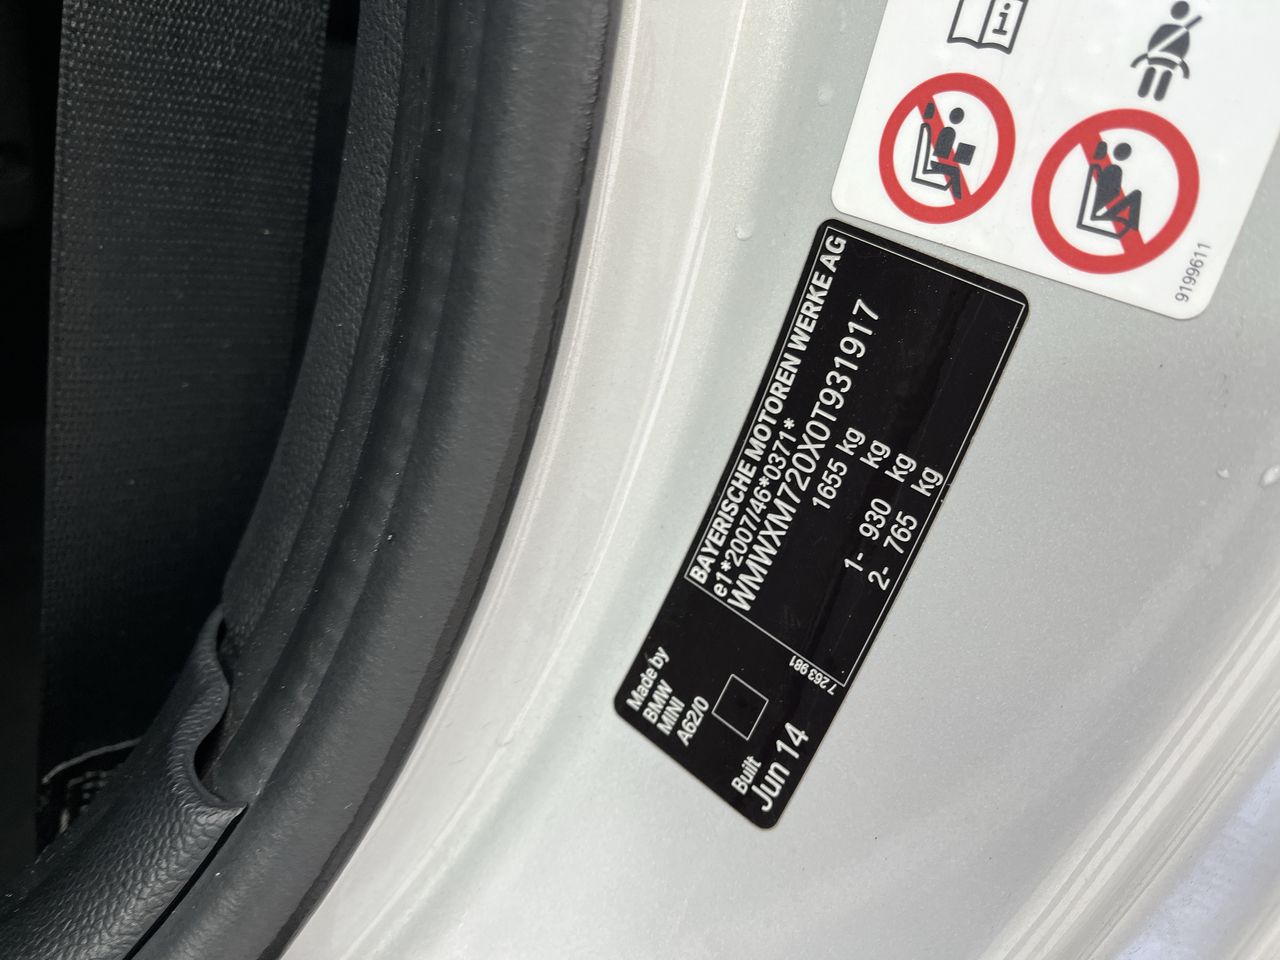 BAYERISCHE MOTOREN WERKE AG
e1*2007/46*0371*
WMWXM720X0T931917
1655 kg
kg
1- 930 kg
2- 765 kg
7 263 981
Made by
BMW
MINI
A62/0
Built
Jun 14
9199611